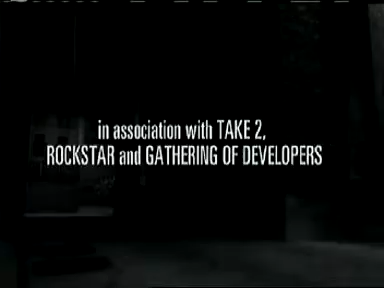 in association with TAKE 2,
ROCKSTAR and GATHERING OF DEVELOPERS